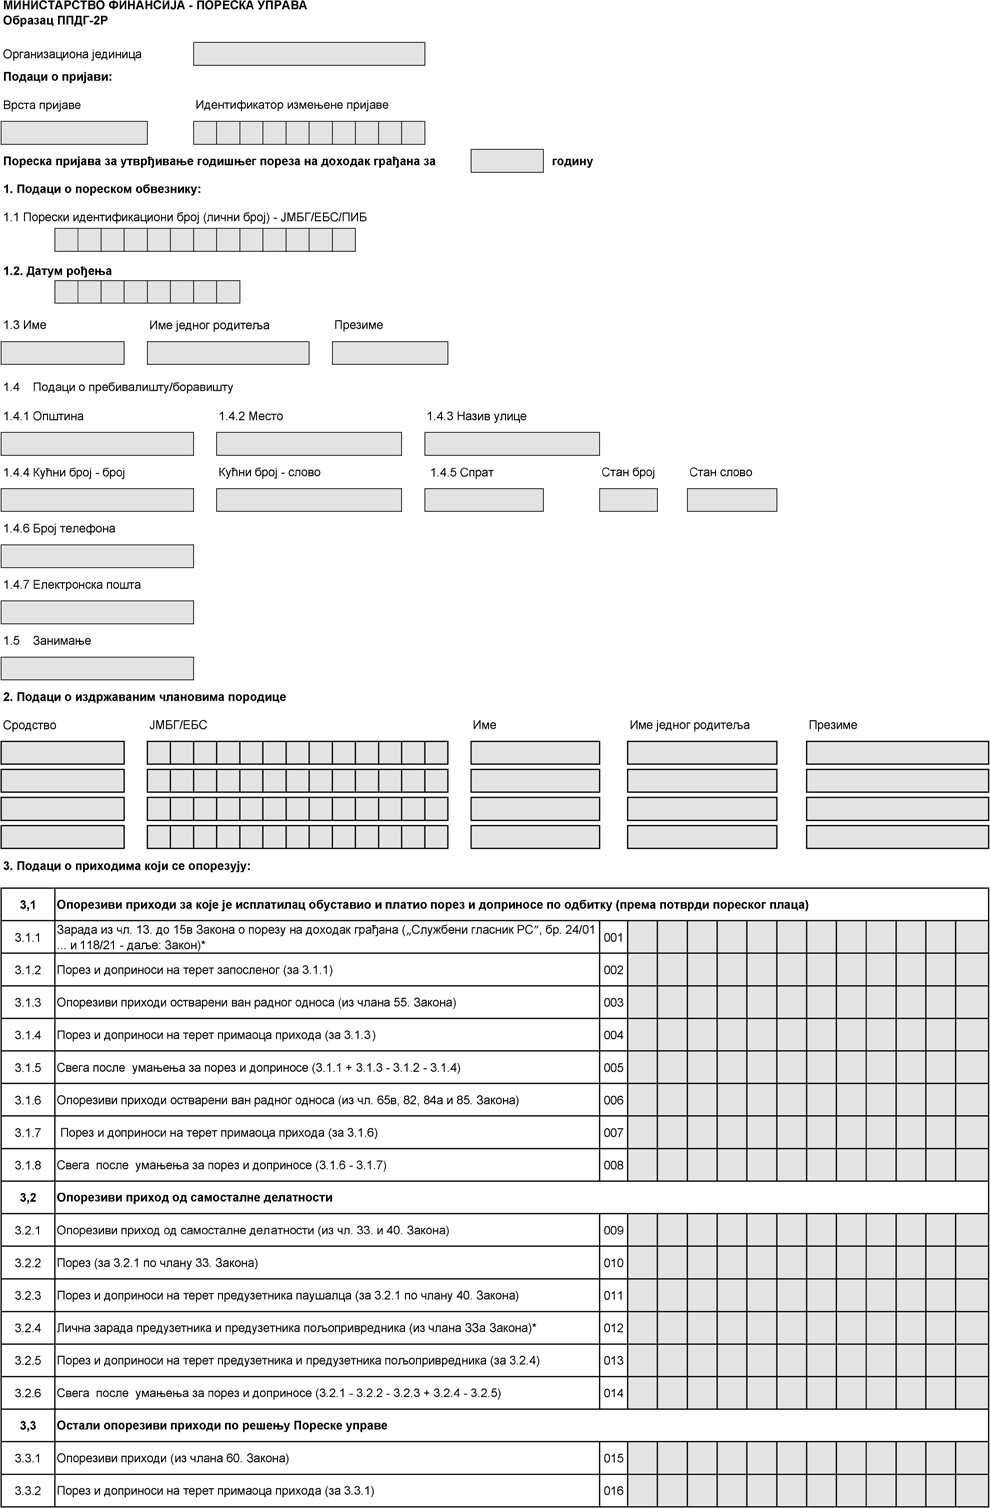 МИНИСТАРСТВО ФИНАНСИЈА - ПОРЕСКА УПРАВА
Образац ППДГ-2Р
Организациона јединица
Подаци о пријави:
Врста пријаве Идентификатор измењене пријаве
Пореска пријава за утврђивање годишњег пореза на доходак грађана за годину
1. Подаци о пореском обвезнику:
1.1 Порески идентификациони број (лични број) - ЈМБГ/ЕБС/ПИБ
1.2. Датум рођења
1.3 Име Име једног родитеља Презиме
1.4 Подаци о пребивалишту/боравишту
1.4.1 Општина 1.4.2 Место 1.4.3 Назив улице
1.4.4 Кућни број - број Кућни број - слово 1.4.5 Спрат Стан број Стан слово
1.4.6 Број телефона
1.4.7 Електронска пошта
1.5 Занимање
2. Подаци о издржаваним члановима породице
Сродство ЈМБГ/ЕБС Име Име једног родитеља Презиме
3. Подаци о приходима који се опорезују:
3,1 Опорезиви приходи за које је исплатилац обуставио и платио порез и доприносе по одбитку (према потврди пореског плаца)
3.1.1 Зарада из чл. 13. до 15в Закона о порезу на доходак грађана („Службени гласник РС”, бр. 24/01
... и 118/21 - даље: Закон)* 001
3.1.2 Порез и доприноси на терет запосленог (за 3.1.1) 002
3.1.3 Опорезиви приходи остварени ван радног односа (из члана 55. Закона) 003
3.1.4 Порез и доприноси на терет примаоца прихода (за 3.1.3) 004
3.1.5 Свега после умањења за порез и доприносе (3.1.1 + 3.1.3 - 3.1.2 - 3.1.4) 005
3.1.6 Опорезиви приходи остварени ван радног односа (из чл. 65в, 82, 84а и 85. Закона) 006
3.1.7 Порез и доприноси на терет примаоца прихода (за 3.1.6) 007
3.1.8 Свега после умањења за порез и доприносе (3.1.6 - 3.1.7) 008
3,2 Опорезиви приход од самосталне делатности
3.2.1 Опорезиви приход од самосталне делатности (из чл. 33. и 40. Закона) 009
3.2.2 Порез (за 3.2.1 по члану 33. Закона) 010
3.2.3 Порез и доприноси на терет предузетника паушалца (за 3.2.1 по члану 40. Закона) 011
3.2.4 Лична зарада предузетника и предузетника пољопривредника (из члана 33а Закона)* 012
3.2.5 Порез и доприноси на терет предузетника и предузетника пољопривредника (за 3.2.4) 013
3.2.6 Свега после умањења за порез и доприносе (3.2.1 - 3.2.2 - 3.2.3 + 3.2.4 - 3.2.5) 014
3,3 Остали опорезиви приходи по решењу Пореске управе
3.3.1 Опорезиви приходи (из члана 60. Закона) 015
3.3.2 Порез и доприноси на терет примаоца прихода (за 3.3.1) 016